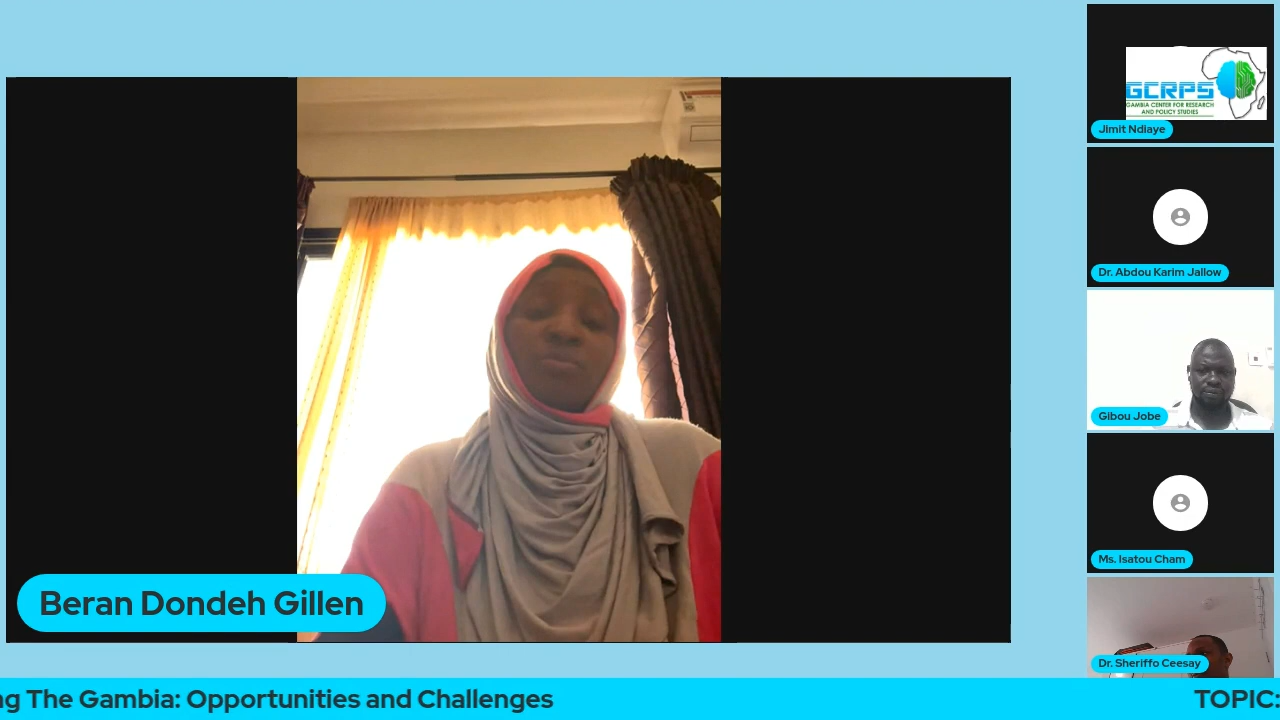 GCRPS
GAMBIA CENTER FOR RESEARCH
AND POLICY STUDIES
Jimit Ndiaye
Dr. Abdou Karim Jallow
Gibou Jobe
Ms. Isatou Cham
Dr. Sheriffo Ceesay
Beran Dondeh Gillen
ng The Gambia: Opportunities and Challenges
TOPIC: